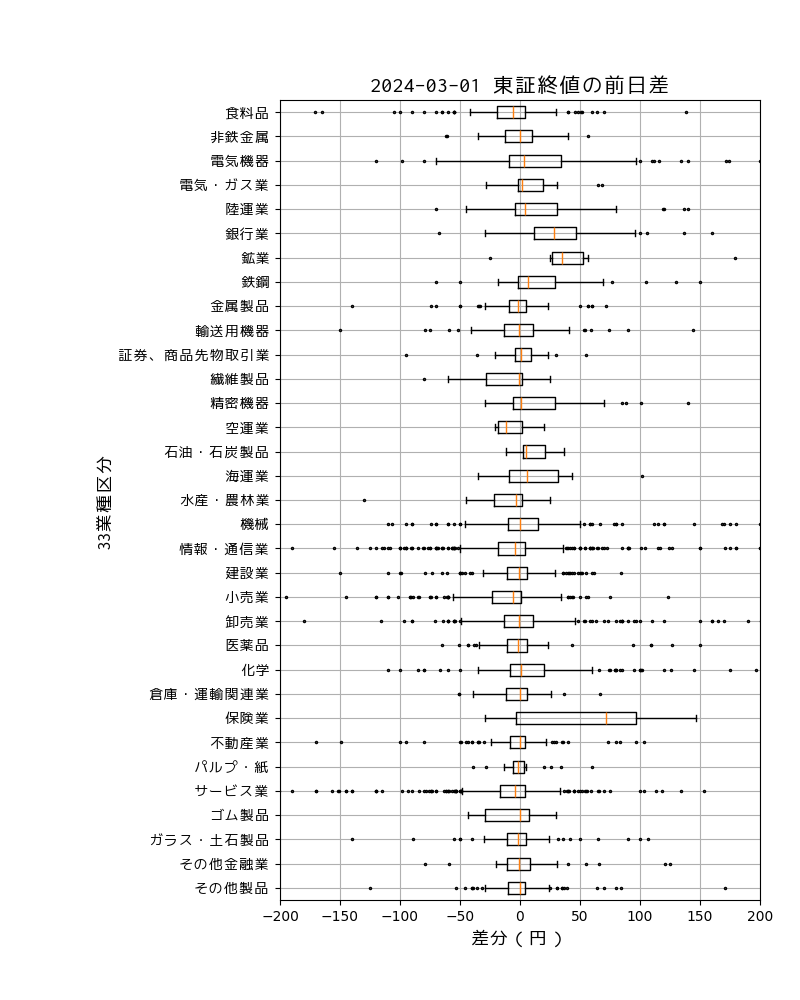 2024-03-01 東証終値の前日差
食料品
非鉄金属
電気機器
電気・ガス業
陸運業
銀行業
鉱業
鉄鋼
金属製品
輸送用機器
証券、商品先物取引業
繊維製品
精密機器
空運業
石油・石炭製品
海運業
水産・農林業
機械
情報・通信業
建設業
小売業
卸売業
医薬品
化学
倉庫・運輸関連業
保険業
不動産業
パルプ・紙
サービス業
ゴム製品
ガラス・土石製品
その他金融業
その他製品
33業種区分
−200 −150 −100 −50 0 50 100 150 200
差分(円)